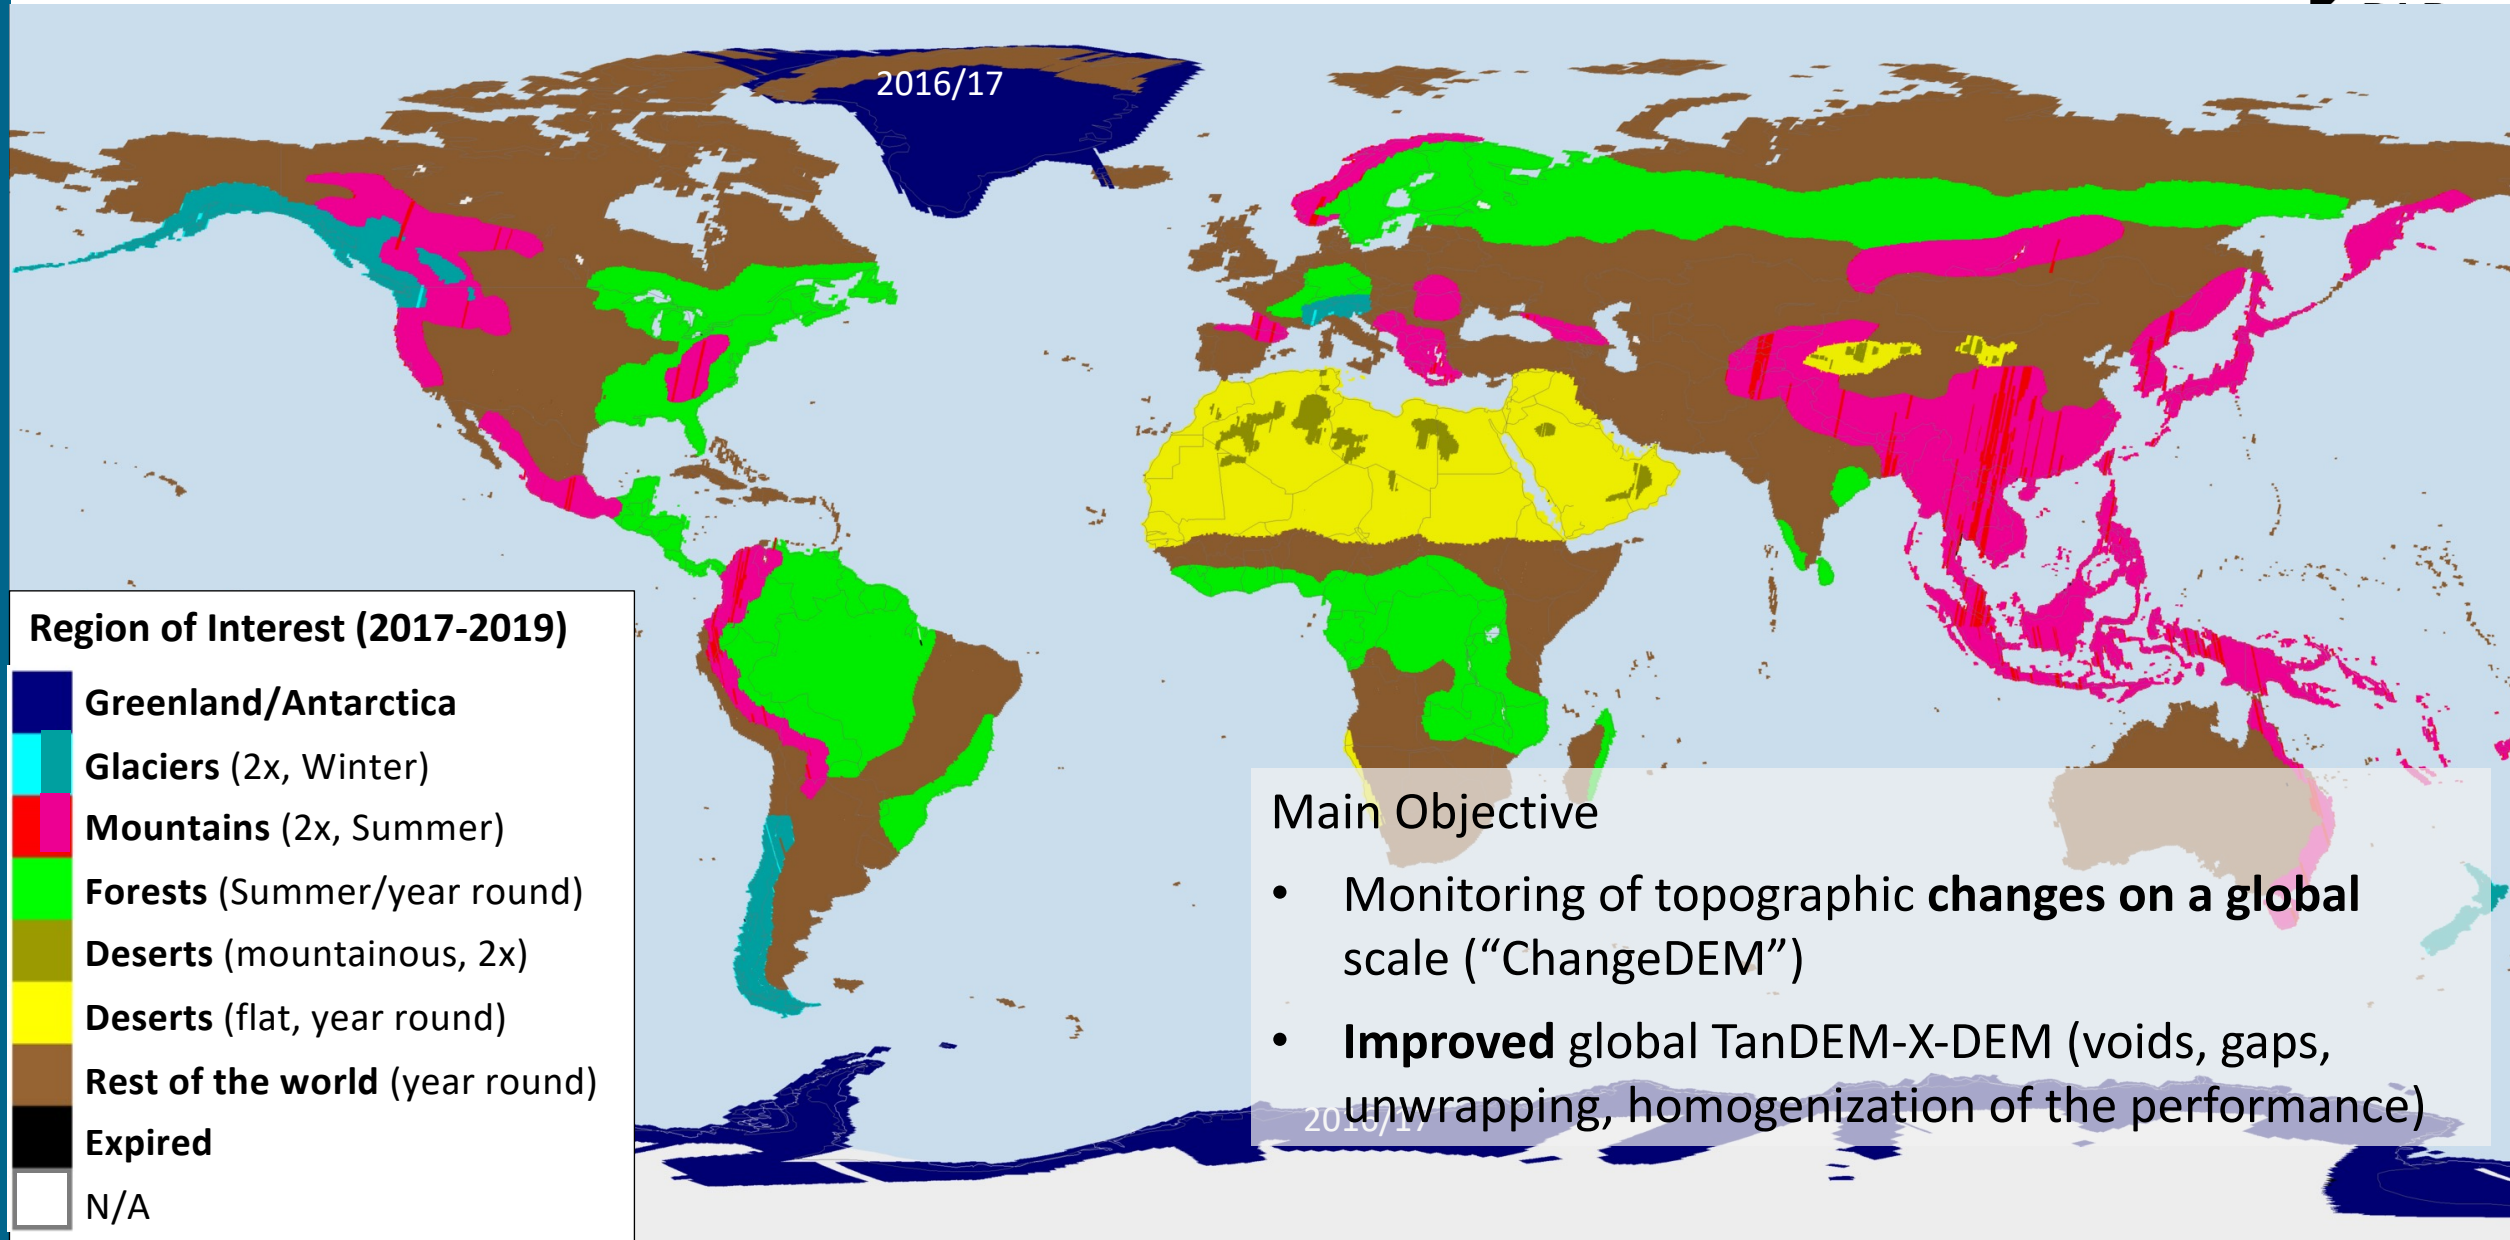 2016/17
Region of Interest (2017-2019)
Greenland/Antarctica
Glaciers (2x, Winter)
Mountains (2x, Summer)
Forests (Summer/year round)
Deserts (mountainous, 2x)
Deserts (flat, year round)
Rest of the world (year round)
Expired
N/A
Main Objective
• Monitoring of topographic changes on a global
scale (“ChangeDEM”)
• Improved global TanDEM-X-DEM (voids, gaps,
unwrapping, homogenization of the performance)
2016/17